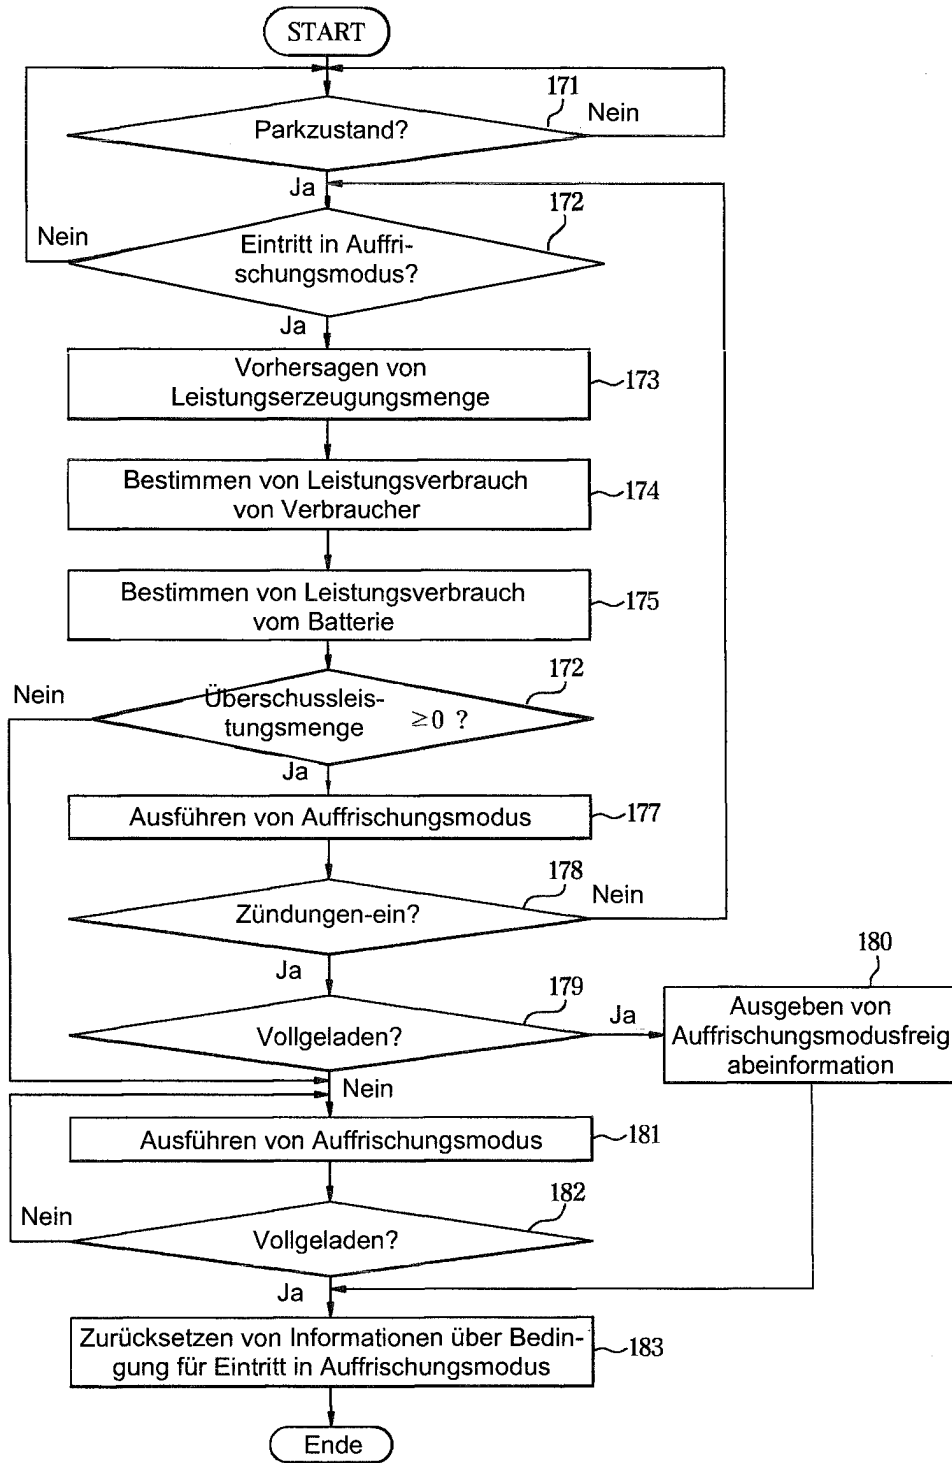 START
171
Parkzustand?
Nein
Ja
172
Nein
Eintritt in Auffri-
schungsmodus?
Ja
Vorhersagen von
Leistungserzeugungsmenge
173
Bestimmen von Leistungsverbrauch
von Verbraucher
174
Bestimmen von Leistungsverbrauch
vom Batterie
175
172
Nein
Überschussleis-
tungsmenge
≥0 ?
Ja
Ausführen von Auffrischungsmodus
177
178
Nein
Zündungen-ein?
Ja
179
Vollgeladen?
Ja
180
Ausgeben von
Auffrischungsmodusfreig
abeinformation
Nein
Ausführen von Auffrischungsmodus
181
182
Nein
Vollgeladen?
Ja
Zurücksetzen von Informationen über Bedin-
gung für Eintritt in Auffrischungsmodus
183
Ende